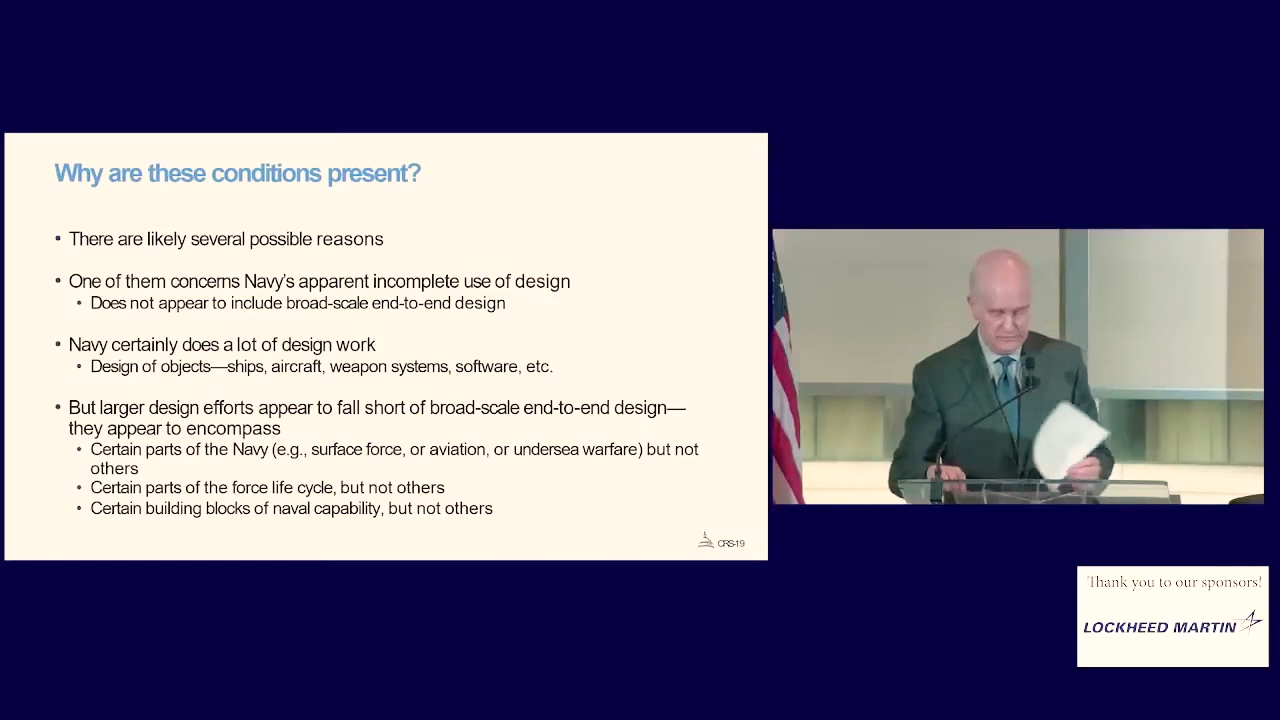 Why are these conditions present?
• There are likely several possible reasons
• One of them concerns Navy's apparent incomplete use of design
• Does not appear to include broad-scale end-to-end design
• Navy certainly does a lot of design work
• Design of objects—ships, aircraft, weapon systems, software, etc.
• But larger design efforts appear to fall short of broad-scale end-to-end design—
they appear to encompass
• Certain parts of the Navy (e.g., surface force, or aviation, or undersea warfare) but not
others
• Certain parts of the force life cycle, but not others
• Certain building blocks of naval capability, but not others
CRS-19
Thank you to our sponsors!
LOCKHEED MARTIN